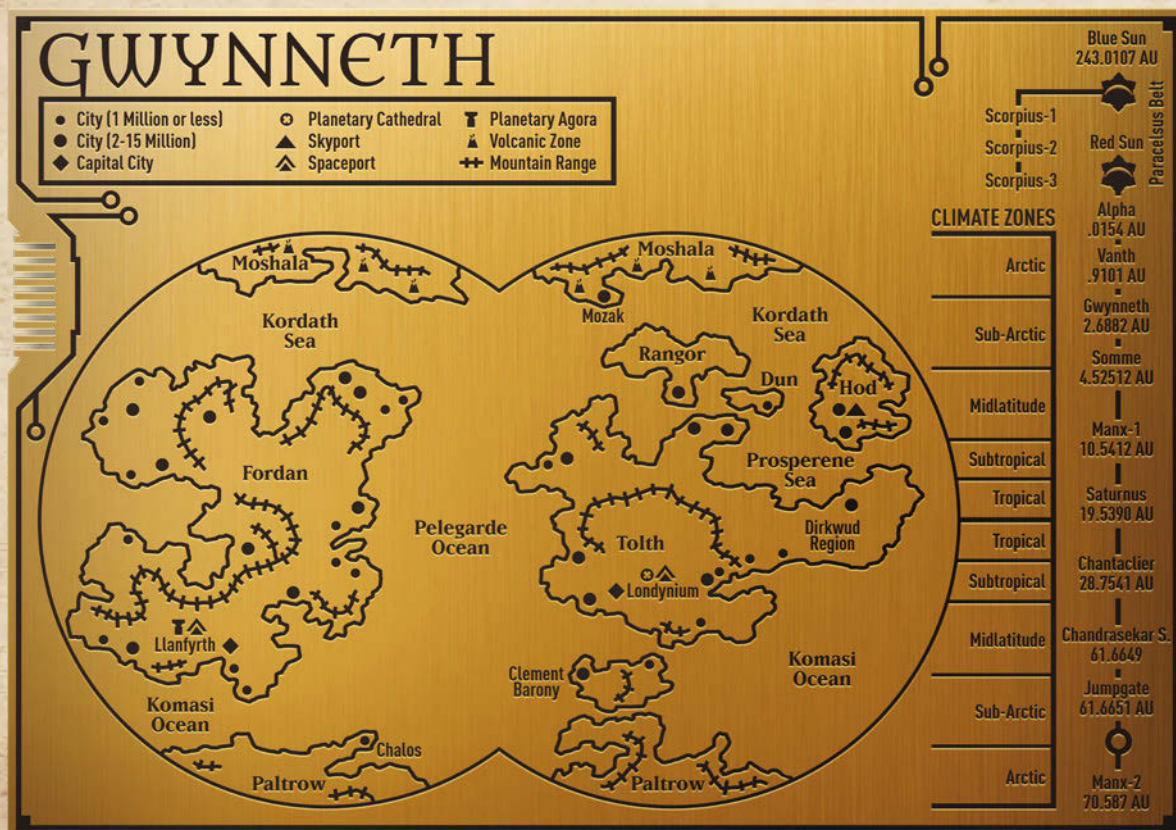 GWYNNETH
City (1 Million or less)
City (2-15 Million)
Capital City
Planetary Cathedral
Skyport
Spaceport
Planetary Agora
Volcanic Zone
Mountain Range
Moshala
Kordath
Sea
Fordan
Llanfyrth
Komasi
Ocean
Chalos
Paltrow
Pelegarde
Ocean
Moshala
Mozak
Kordath
Sea
Rangor
Dun
Hod
Prosperene
Sea
Dirkwud
Region
Tolth
Londynium
Clement
Barony
Komasi
Ocean
Paltrow
CLIMATE ZONES
Arctic
Sub-Arctic
Midlatitude
Subtropical
Tropical
Tropical
Subtropical
Midlatitude
Sub-Arctic
Arctic
Blue Sun
243.0107 AU
Paracelsus Belt
Scorpius-1
Scorpius-2
Scorpius-3
Red Sun
Alpha
.0154 AU
Vanth
.9101 AU
Gwynneth
2.6882 AU
Somme
4.52512 AU
Manx-1
10.5412 AU
Saturnus
19.5390 AU
Chantaclier
28.7541 AU
Chandrasekar S.
61.6649
Jumpgate
61.6651 AU
Manx-2
70.587 AU